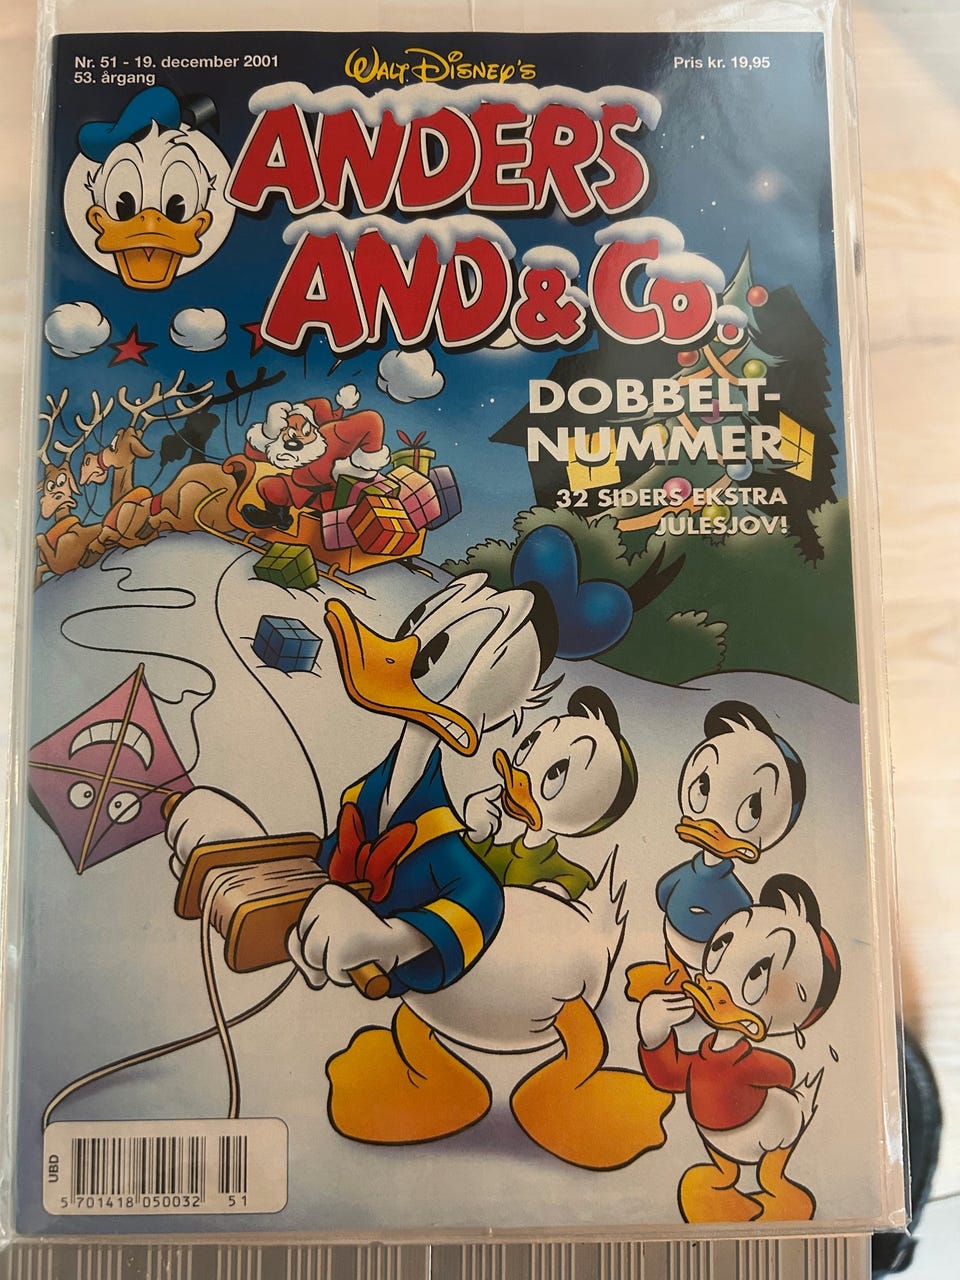 Nr. 51 - 19. december 2001
53. årgang
Walt Disney's
Pris kr. 19,95
ANDERS
AND & Co.
DOBBELT-
NUMMER
32 SIDERS EKSTRA
JULESJOV!
UBD
5 701418 050032 51